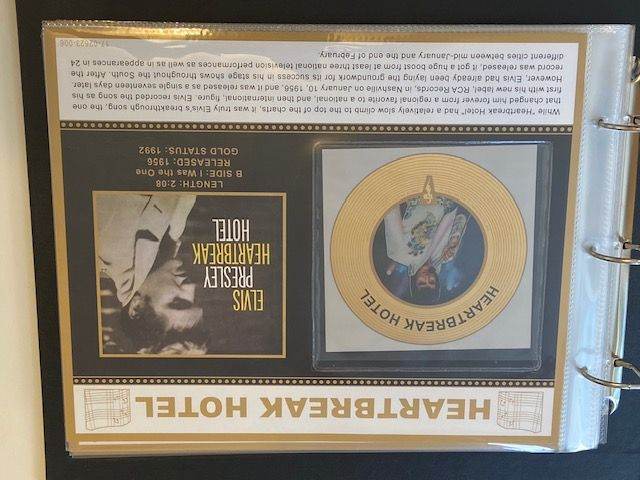 HEARTBREAK HOTEL
HEARTBREAK HOTEL
ELVIS
PRESLEY
HEARTBREAK
HOTEL
LENGTH: 2:08
B SIDE: I Was the One
RELEASED: 1956
GOLD STATUS: 1992
While "Heartbreak Hotel" had a relatively slow climb to the top of the charts, it was truly Elvis's breakthrough song, the one
that changed him forever from a regional favorite to a national, and then international, figure. Elvis recorded the song as his
first with his new label, RCA Records, in Nashville on January 10, 1956, and it was released as a single seventeen days later.
However, Elvis had already been laying the groundwork for its success in his stage shows throughout the South. After the
record was released, it got a huge boost from at least three national television performances as well as in appearances in 24
different cities between mid-January and the end of February.
17-02623-006